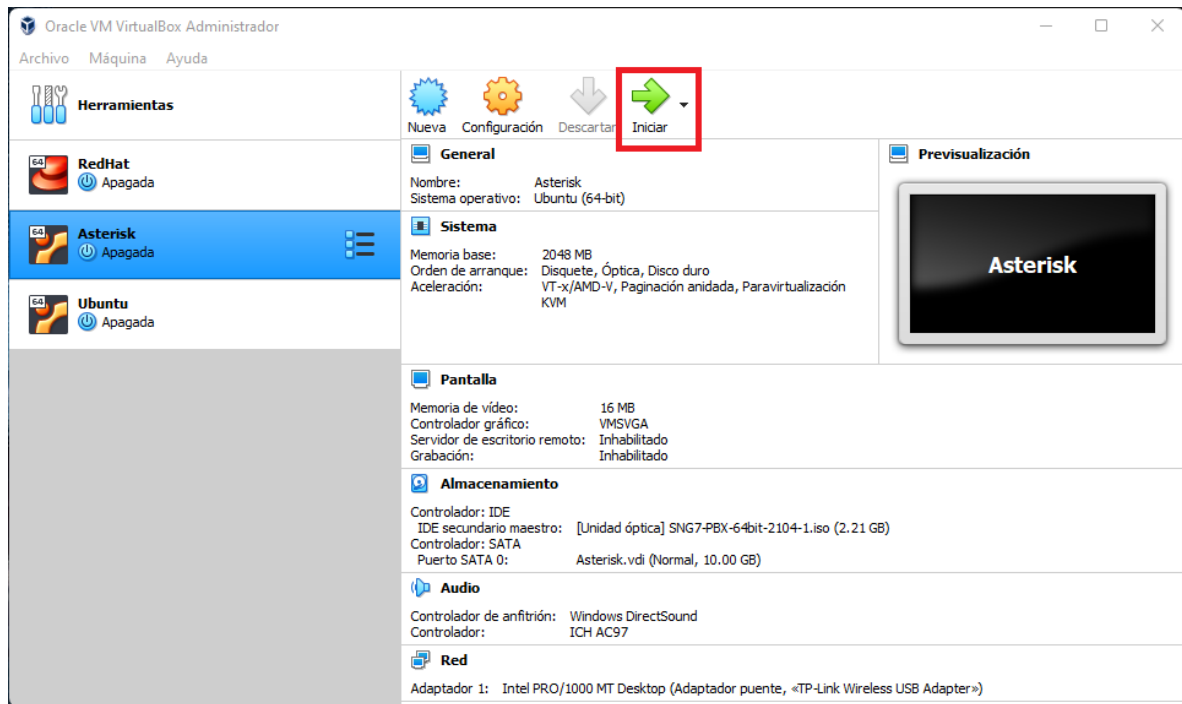 Oracle VM VirtualBox Administrador
Archivo Máquina Ayuda
Herramientas
64 RedHat
Apagada
64 Asterisk
Apagada
64 Ubuntu
Apagada
Nueva Configuración Descartar Iniciar
General
Nombre: Asterisk
Sistema operativo: Ubuntu (64-bit)
Previsualización
Asterisk
Sistema
Memoria base: 2048 MB
Orden de arranque: Disquete, Óptica, Disco duro
Aceleración: VT-x/AMD-V, Paginación anidada, Paravirtualización
KVM
Pantalla
Memoria de vídeo: 16 MB
Controlador gráfico: VMSVGA
Servidor de escritorio remoto: Inhabilitado
Grabación: Inhabilitado
Almacenamiento
Controlador: IDE
IDE secundario maestro: [Unidad óptica] SNG7-PBX-64bit-2104-1.iso (2.21 GB)
Controlador: SATA
Puerto SATA 0: Asterisk.vdi (Normal, 10.00 GB)
Audio
Controlador de anfitrión: Windows DirectSound
Controlador: ICH AC97
Red
Adaptador 1: Intel PRO/1000 MT Desktop (Adaptador puente, «TP-Link Wireless USB Adapter»)